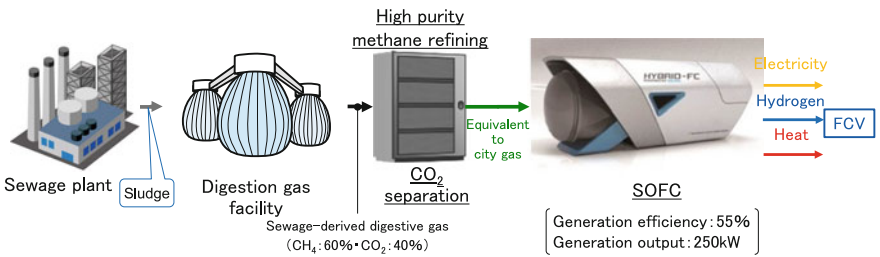 High purity
methane refining
HYBRID-FC
Electricity
Hydrogen
FCV
Heat
Equivalent
to
city gas
Sewage plant
Sludge
Digestion gas
facility
CO₂
separation
SOFC
Sewage-derived digestive gas
(CH₄:60%・CO₂:40%)
Generation efficiency:55%
Generation output:250kW